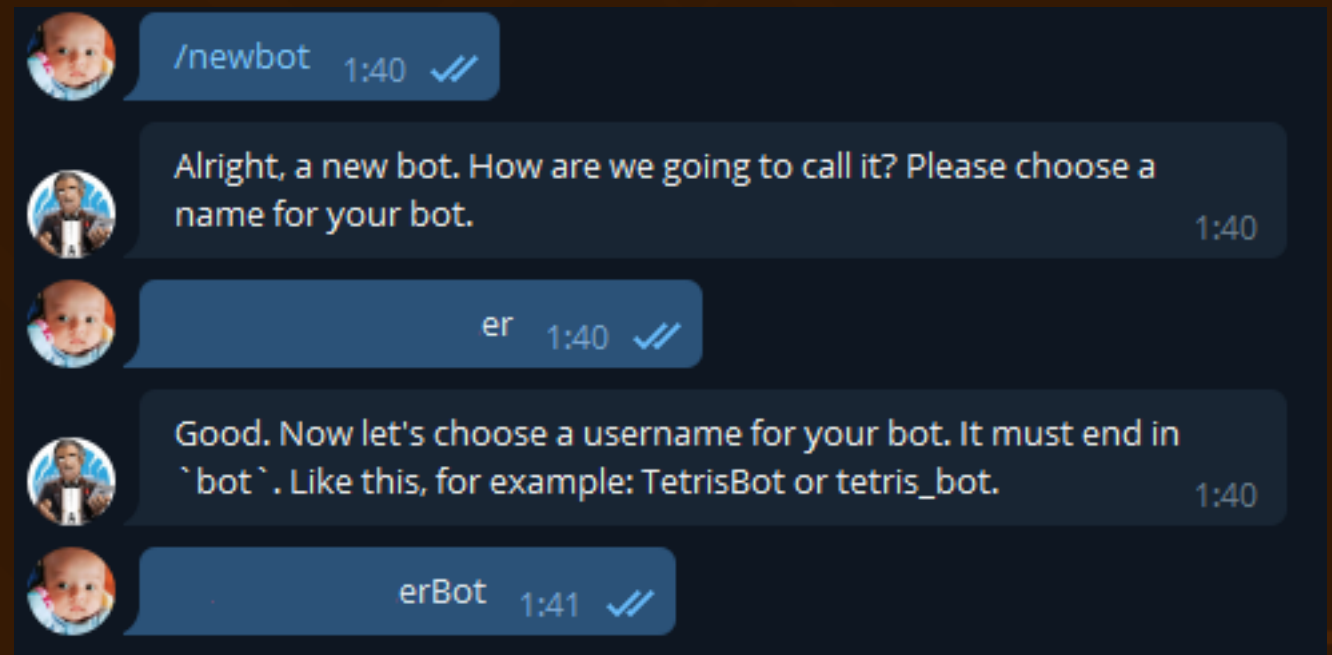 /newbot 1:40
Alright, a new bot. How are we going to call it? Please choose a
name for your bot.
1:40
er 1:40
Good. Now let's choose a username for your bot. It must end in
`bot`. Like this, for example: TetrisBot or tetris_bot.
1:40
erBot 1:41